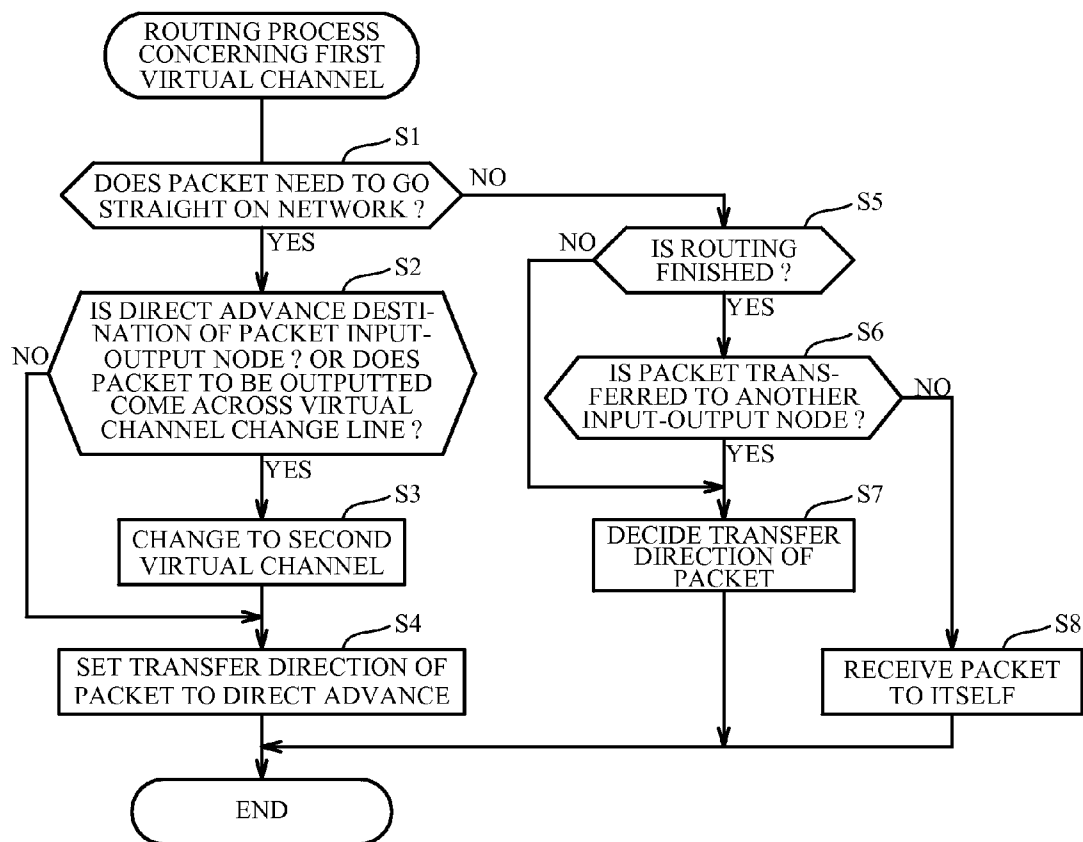 ROUTING PROCESS
CONCERNING FIRST
VIRTUAL CHANNEL
S1
DOES PACKET NEED TO GO
STRAIGHT ON NETWORK ?
NO
YES
S2
IS DIRECT ADVANCE DESTI-
NATION OF PACKET INPUT-
OUTPUT NODE ? OR DOES
PACKET TO BE OUTPUTTED
COME ACROSS VIRTUAL
CHANNEL CHANGE LINE ?
NO
YES
S3
CHANGE TO SECOND
VIRTUAL CHANNEL
S4
SET TRANSFER DIRECTION OF
PACKET TO DIRECT ADVANCE
S5
IS ROUTING
FINISHED ?
NO
YES
S6
IS PACKET TRANS-
FERRED TO ANOTHER
INPUT-OUTPUT NODE ?
NO
YES
S7
DECIDE TRANSFER
DIRECTION OF
PACKET
S8
RECEIVE PACKET
TO ITSELF
END